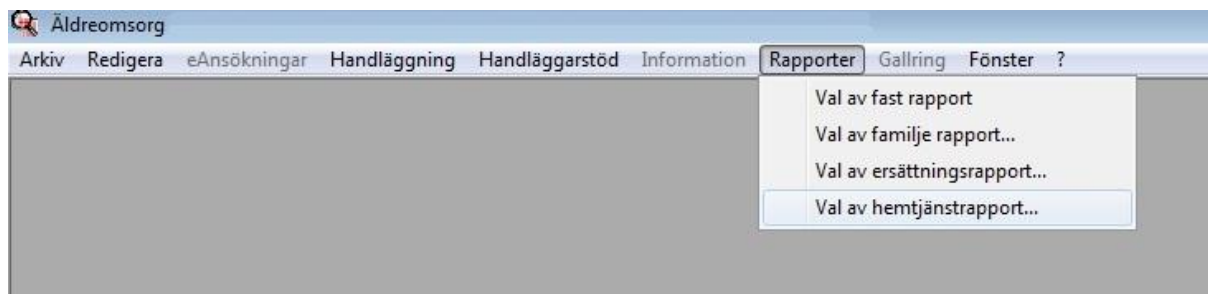 Äldreomsorg
Arkiv Redigera eAnsökningar Handläggning Handläggarstöd Information Rapporter Gallring Fönster ?
Val av fast rapport
Val av familje rapport...
Val av ersättningsrapport...
Val av hemtjänstrapport...